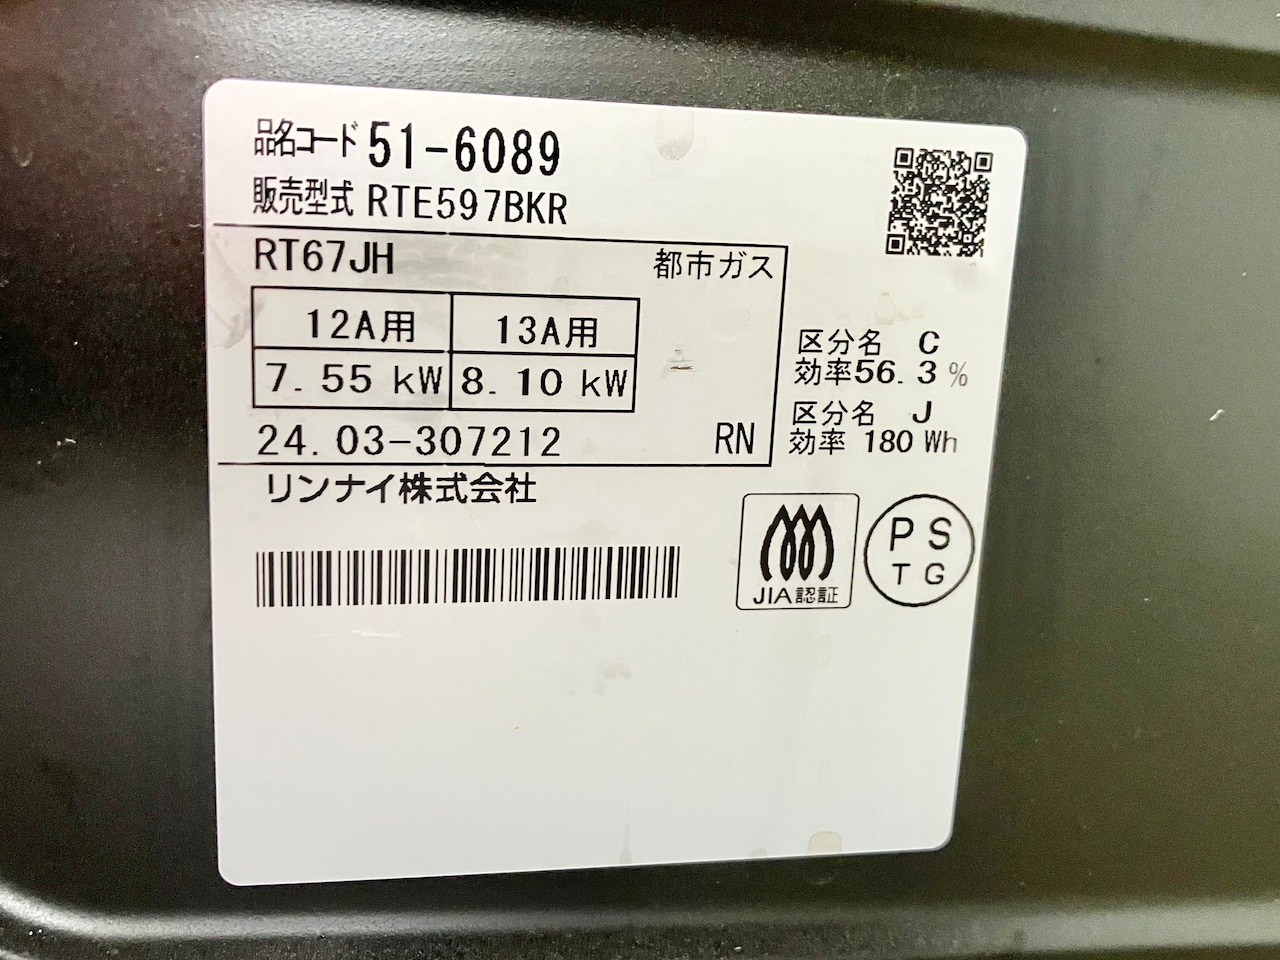 品名コード 51-6089
販売型式 RTE597BKR
RT67JH 都市ガス
12A用 13A用
7.55 kW 8.10 kW
区分名 C
効率56.3 %
区分名 J
効率 180 Wh
24.03-307212 RN
リンナイ株式会社
JIA認証
PS
TG